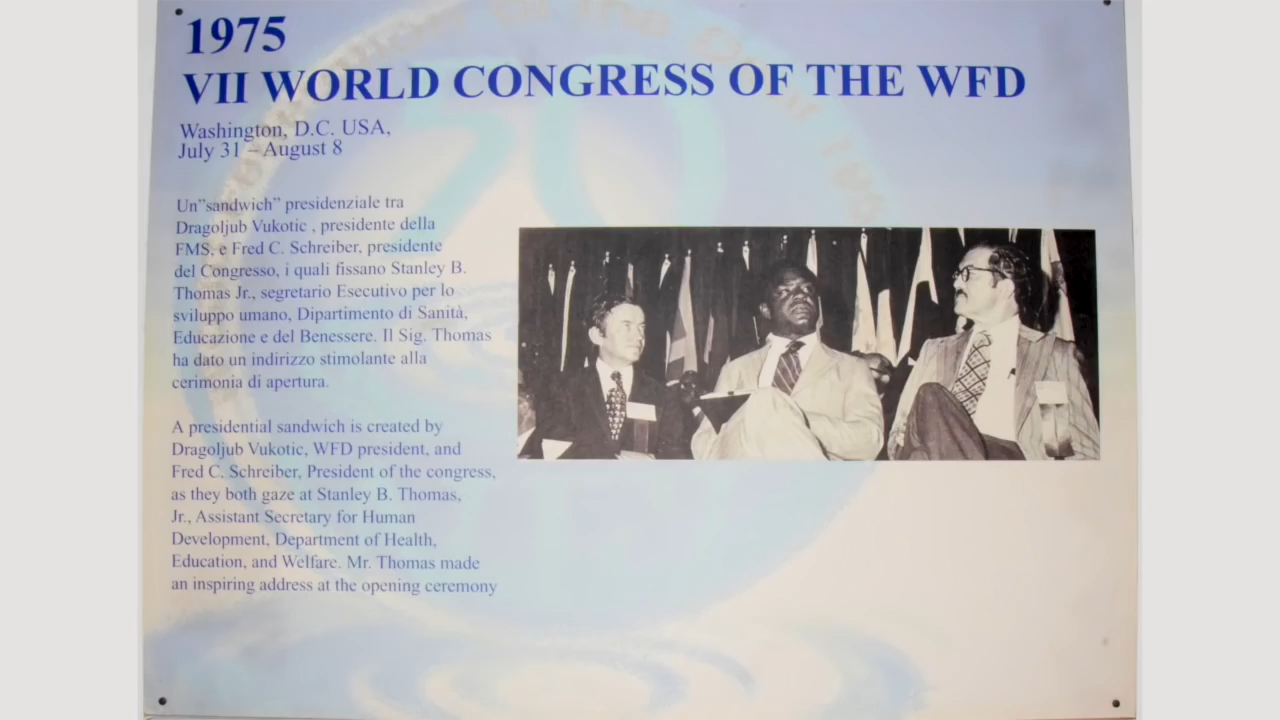 1975
VII WORLD CONGRESS OF THE WFD
Washington, D.C. USA,
July 31 – August 8
Un"sandwich" presidenziale tra
Dragoljub Vukotic , presidente della
FMS, e Fred C. Schreiber, presidente
del Congresso, i quali fissano Stanley B.
Thomas Jr., segretario Esecutivo per lo
sviluppo umano, Dipartimento di Sanità,
Educazione e del Benessere. Il Sig. Thomas
ha dato un indirizzo stimolante alla
cerimonia di apertura.
A presidential sandwich is created by
Dragoljub Vukotic, WFD president, and
Fred C. Schreiber, President of the congress,
as they both gaze at Stanley B. Thomas,
Jr., Assistant Secretary for Human
Development, Department of Health,
Education, and Welfare. Mr. Thomas made
an inspiring address at the opening ceremony